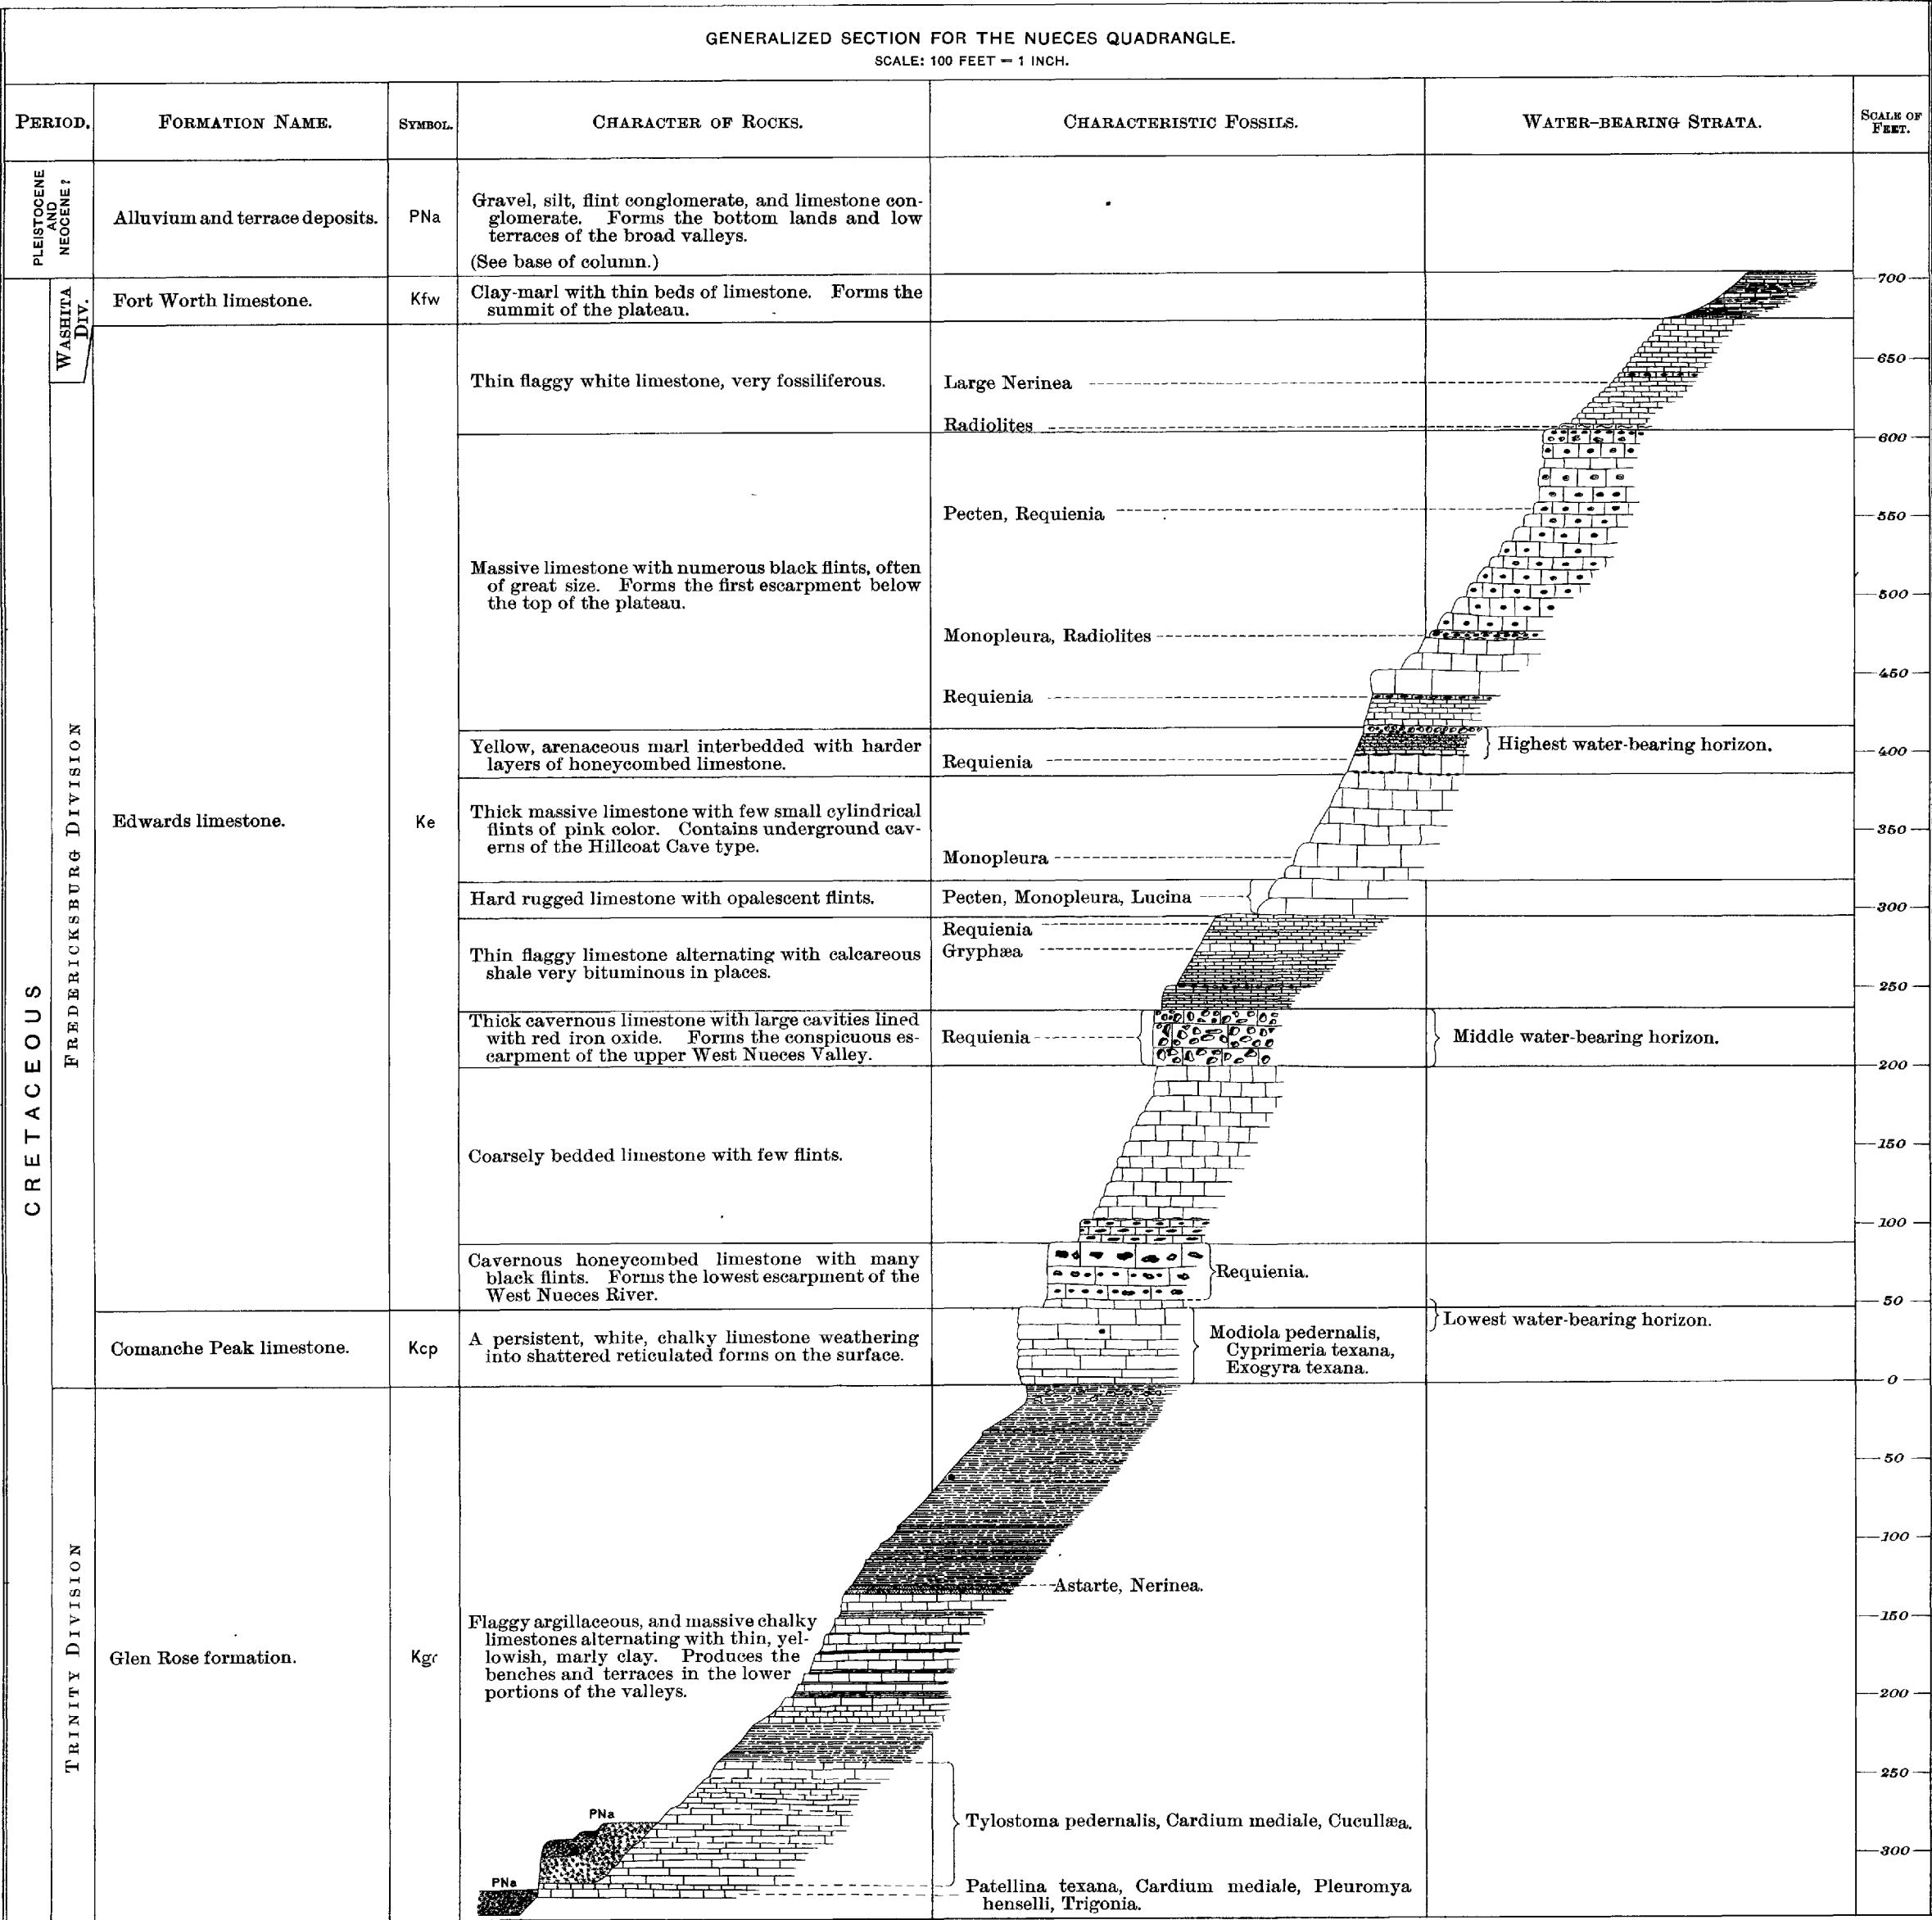 GENERALIZED SECTION FOR THE NUECES QUADRANGLE.
SCALE: 100 FEET = 1 INCH.
PERIOD.
FORMATION NAME.
SYMBOL.
CHARACTER OF ROCKS.
CHARACTERISTIC FOSSILS.
WATER-BEARING STRATA.
SCALE OF
FEET.
PLEISTOCENE
AND
NEOCENE?
Alluvium and terrace deposits.
PNa
Gravel, silt, flint conglomerate, and limestone con-
glomerate. Forms the bottom lands and low
terraces of the broad valleys.
(See base of column.)
CRETACEOUS
WASHITA
DIV.
Fort Worth limestone.
Kfw
Clay-marl with thin beds of limestone. Forms the
summit of the plateau.
700
FREDERICKSBURG DIVISION
Edwards limestone.
Ke
Thin flaggy white limestone, very fossiliferous.
Large Nerinea
Radiolites
650
600
Massive limestone with numerous black flints, often
of great size. Forms the first escarpment below
the top of the plateau.
Pecten, Requienia
Monopleura, Radiolites
Requienia
550
500
450
Yellow, arenaceous marl interbedded with harder
layers of honeycombed limestone.
Requienia
Highest water-bearing horizon.
400
Thick massive limestone with few small cylindrical
flints of pink color. Contains underground cav-
erns of the Hillcoat Cave type.
Monopleura
350
Hard rugged limestone with opalescent flints.
Pecten, Monopleura, Lucina
300
Thin flaggy limestone alternating with calcareous
shale very bituminous in places.
Requienia
Gryphæa
250
Thick cavernous limestone with large cavities lined
with red iron oxide. Forms the conspicuous es-
carpment of the upper West Nueces Valley.
Requienia
Middle water-bearing horizon.
200
Coarsely bedded limestone with few flints.
150
100
Cavernous honeycombed limestone with many
black flints. Forms the lowest escarpment of the
West Nueces River.
Requienia.
50
Lowest water-bearing horizon.
Comanche Peak limestone.
Kcp
A persistent, white, chalky limestone weathering
into shattered reticulated forms on the surface.
Modiola pedernalis,
Cyprimeria texana,
Exogyra texana.
0
TRINITY DIVISION
Glen Rose formation.
Kgr
Flaggy argillaceous, and massive chalky
limestones alternating with thin, yel-
lowish, marly clay. Produces the
benches and terraces in the lower
portions of the valleys.
50
100
Astarte, Nerinea.
150
200
250
PNa
Tylostoma pedernalis, Cardium mediale, Cucullæa.
300
PNa
Patellina texana, Cardium mediale, Pleuromya
henselli, Trigonia.